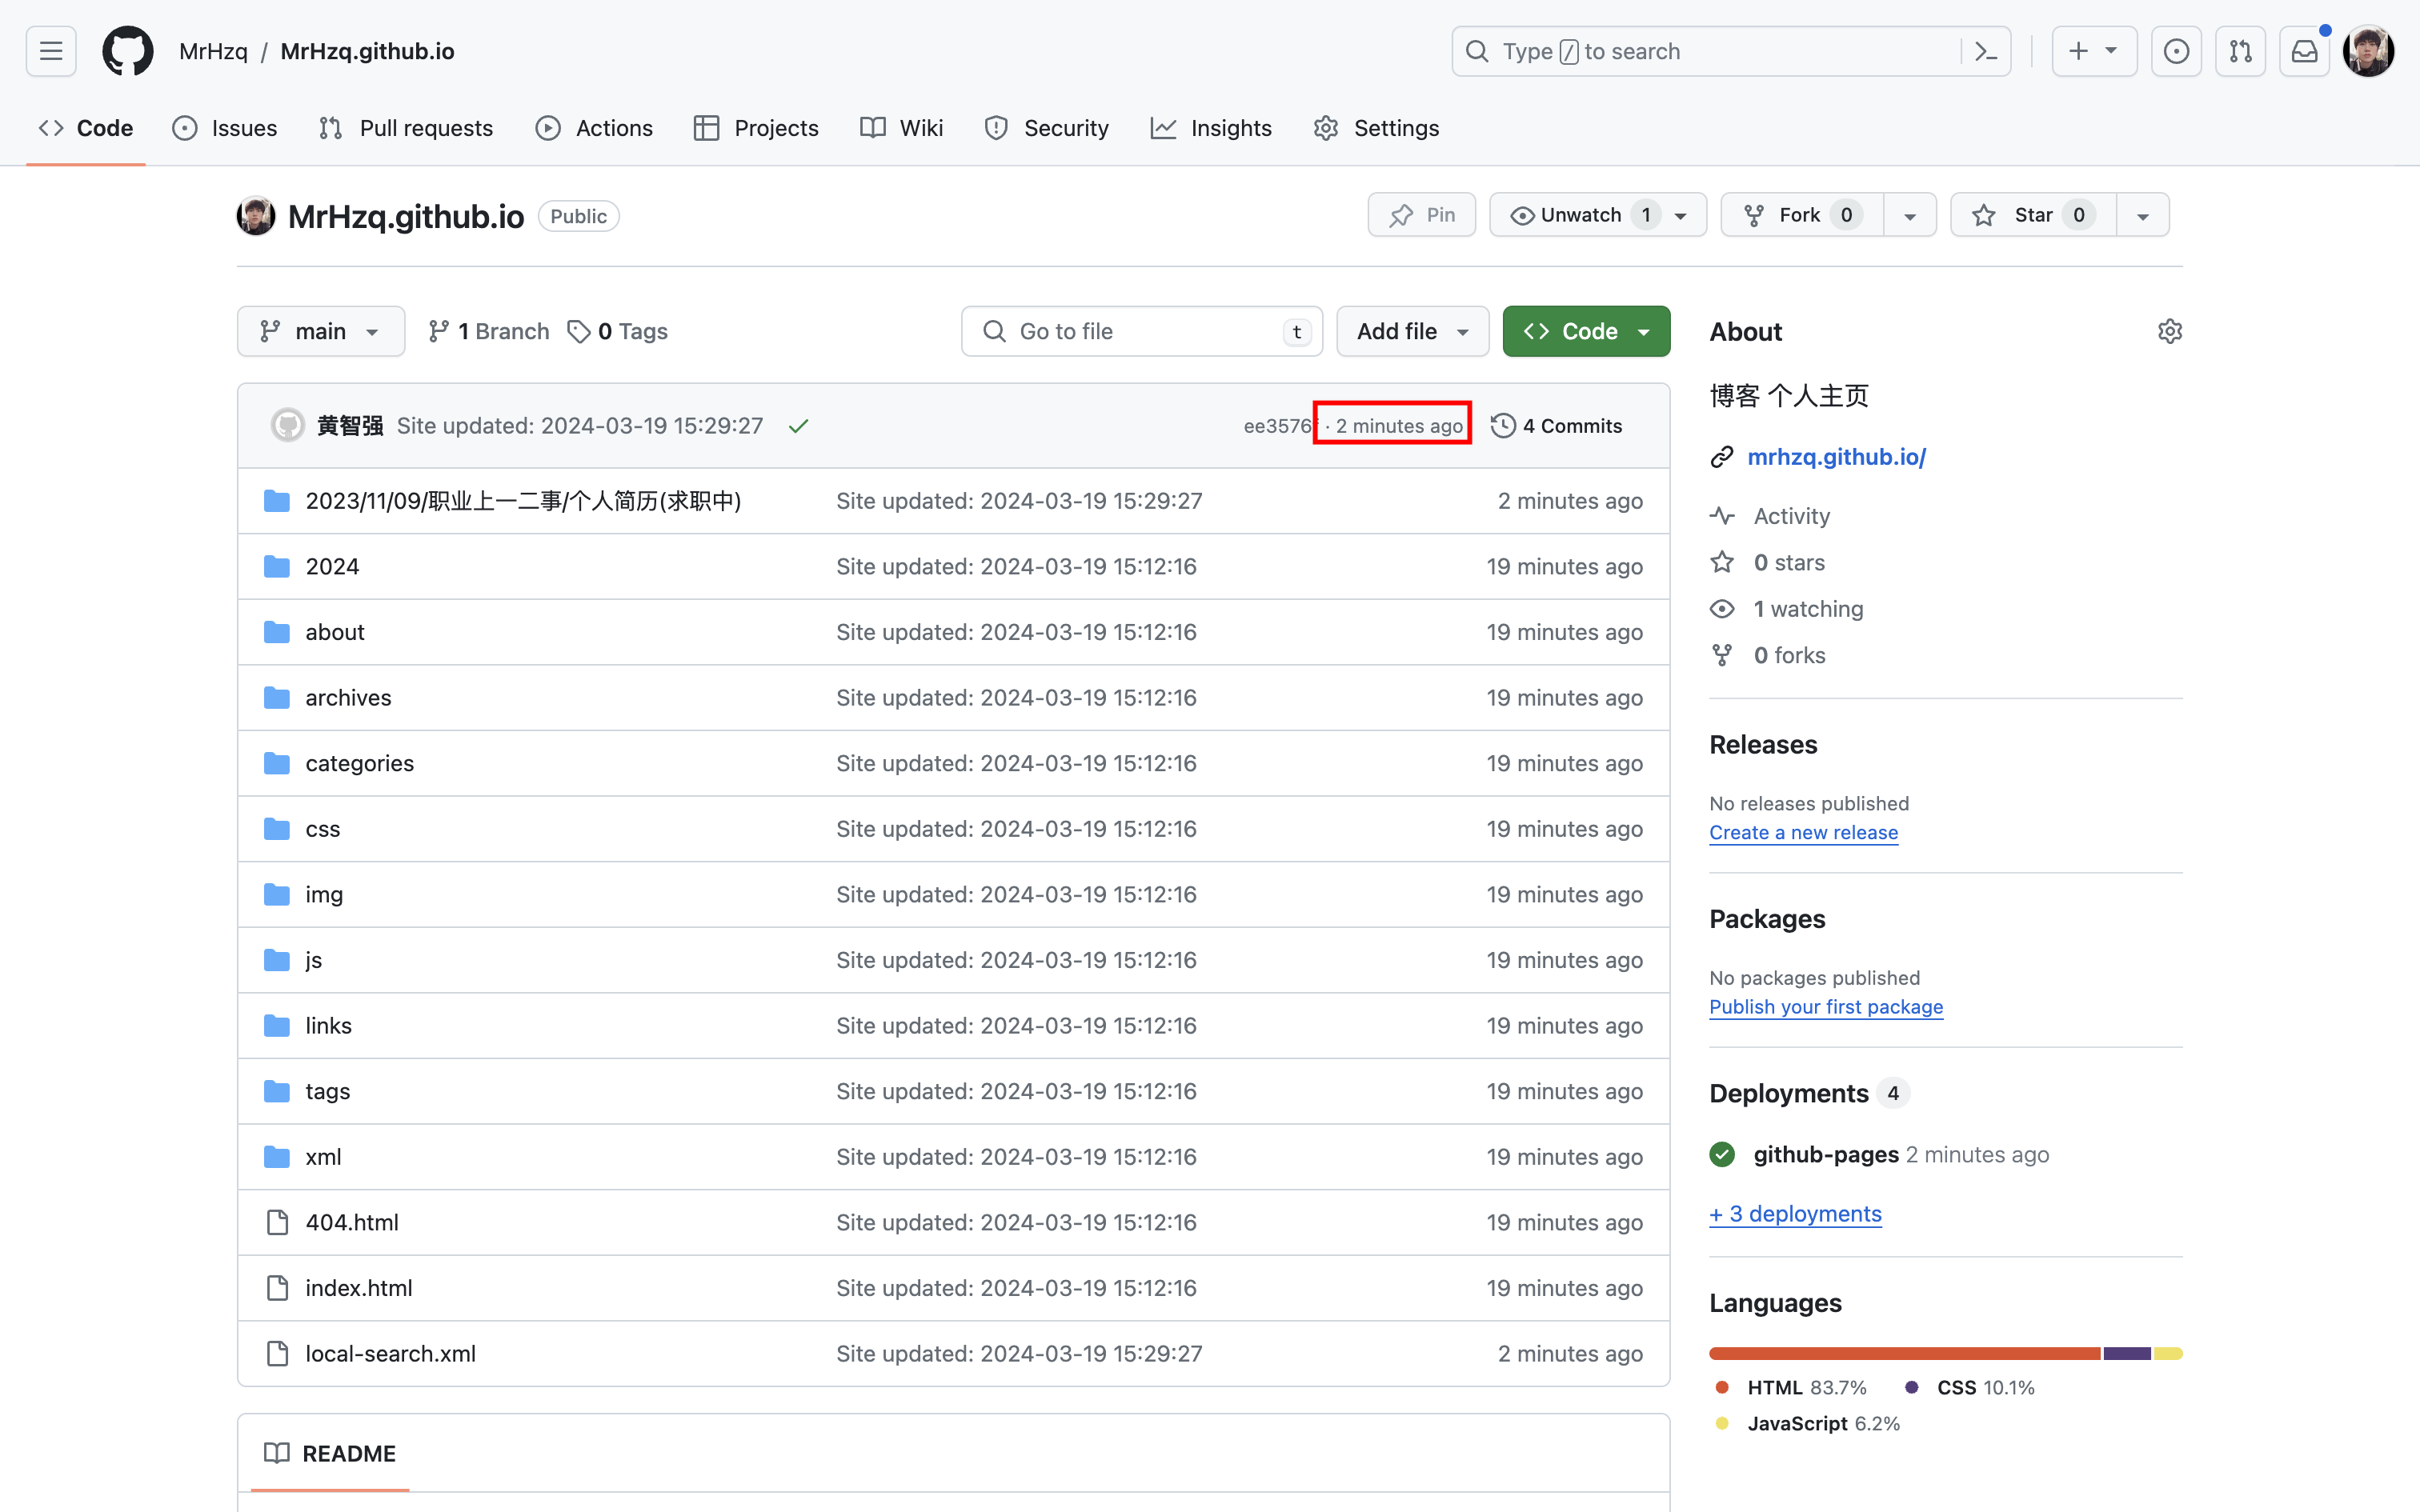 MrHzq / MrHzq.github.io
Type / to search
Code Issues Pull requests Actions Projects Wiki Security Insights Settings
MrHzq.github.io Public
Pin Unwatch 1 Fork 0 Star 0
main 1 Branch 0 Tags
Go to file t Add file Code
黄智强 Site updated: 2024-03-19 15:29:27 ee3576f · 2 minutes ago 4 Commits
2023/11/09/职业上一二事/个人简历(求职中) Site updated: 2024-03-19 15:29:27 2 minutes ago
2024 Site updated: 2024-03-19 15:12:16 19 minutes ago
about Site updated: 2024-03-19 15:12:16 19 minutes ago
archives Site updated: 2024-03-19 15:12:16 19 minutes ago
categories Site updated: 2024-03-19 15:12:16 19 minutes ago
css Site updated: 2024-03-19 15:12:16 19 minutes ago
img Site updated: 2024-03-19 15:12:16 19 minutes ago
js Site updated: 2024-03-19 15:12:16 19 minutes ago
links Site updated: 2024-03-19 15:12:16 19 minutes ago
tags Site updated: 2024-03-19 15:12:16 19 minutes ago
xml Site updated: 2024-03-19 15:12:16 19 minutes ago
404.html Site updated: 2024-03-19 15:12:16 19 minutes ago
index.html Site updated: 2024-03-19 15:12:16 19 minutes ago
local-search.xml Site updated: 2024-03-19 15:29:27 2 minutes ago
README
About
博客 个人主页
mrhzq.github.io/
Activity
0 stars
1 watching
0 forks
Releases
No releases published
Create a new release
Packages
No packages published
Publish your first package
Deployments 4
github-pages 2 minutes ago
+ 3 deployments
Languages
HTML 83.7% CSS 10.1%
JavaScript 6.2%